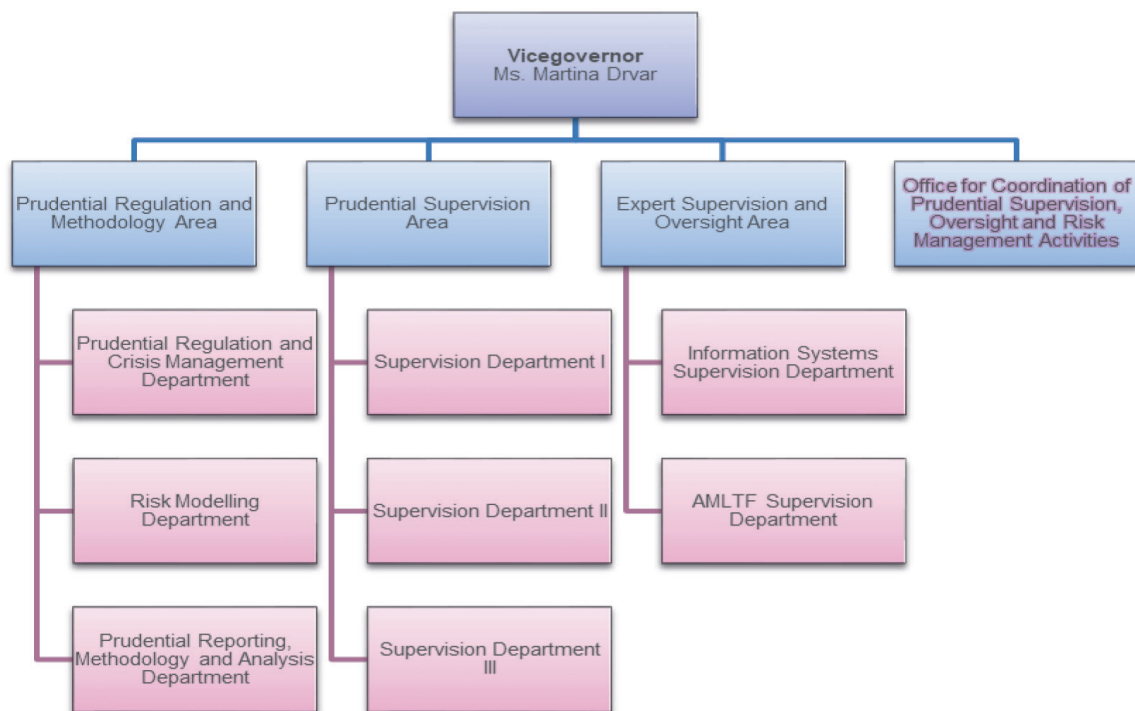 Vicegovernor
Ms. Martina Drvar
Prudential Regulation and
Methodology Area
Prudential Supervision
Area
Expert Supervision and
Oversight Area
Office for Coordination of
Prudential Supervision,
Oversight and Risk
Management Activities
Prudential Regulation and
Crisis Management
Department
Supervision Department I
Information Systems
Supervision Department
Risk Modelling
Department
Supervision Department II
AMLTF Supervision
Department
Prudential Reporting,
Methodology and Analysis
Department
Supervision Department
III